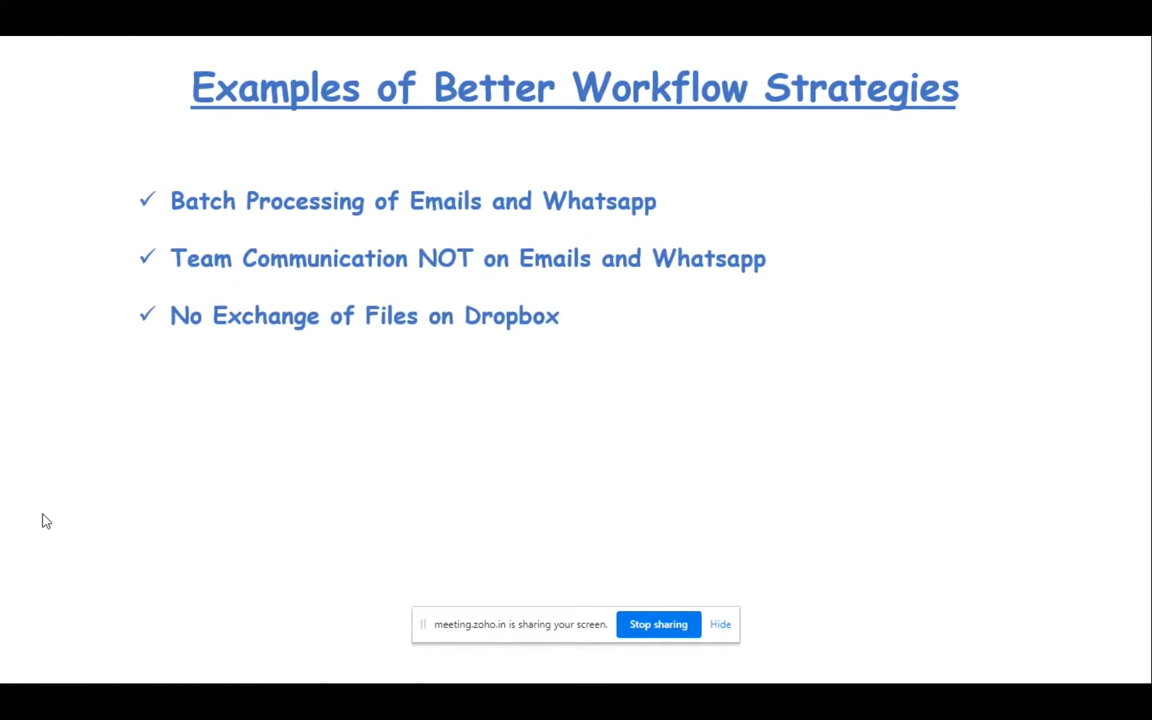 Examples of Better Workflow Strategies
✓ Batch Processing of Emails and Whatsapp
✓ Team Communication NOT on Emails and Whatsapp
✓ No Exchange of Files on Dropbox
meeting.zoho.in is sharing your screen. Stop sharing Hide